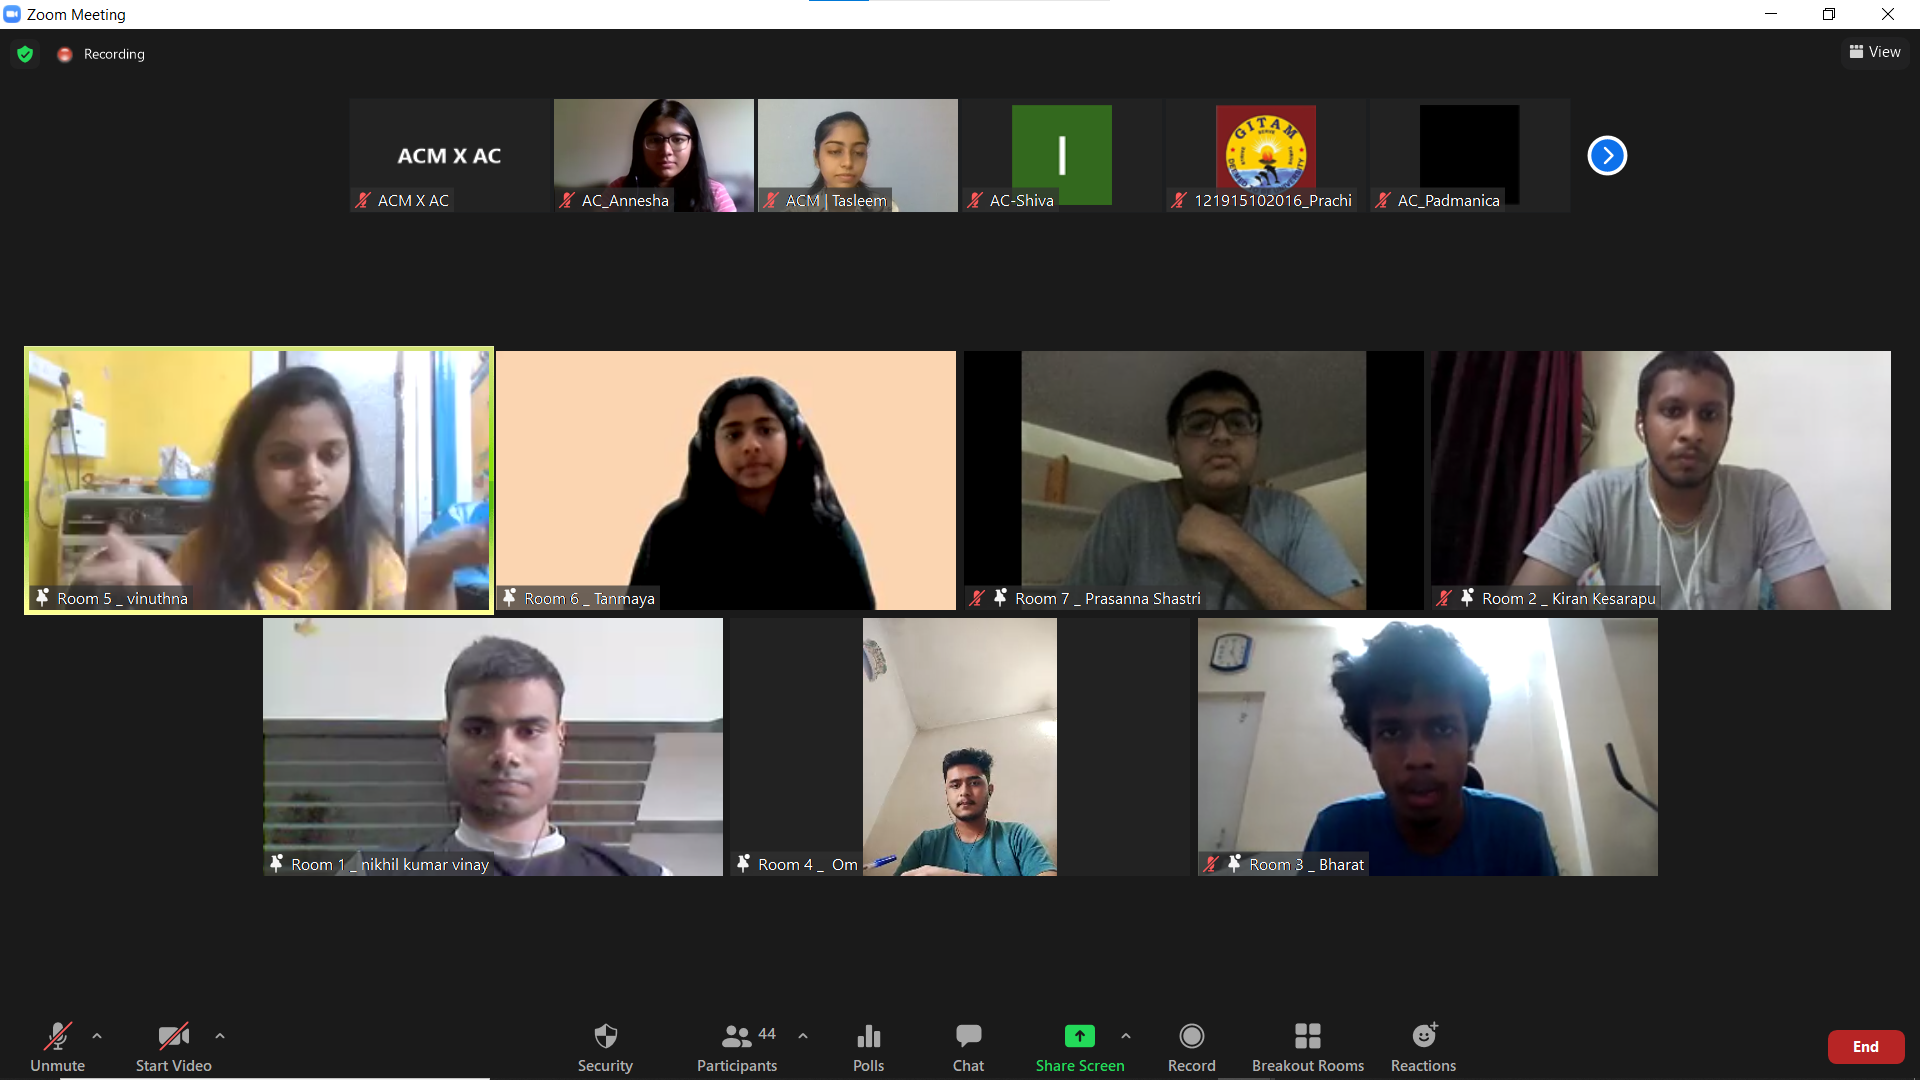 Zoom Meeting
Recording
View
ACM X AC
ACM X AC
AC_Annesha
ACM | Tasleem
I
AC-Shiva
GITAM
121915102016_Prachi
AC_Padmanica
Room 5 _ vinuthna
Room 6 _ Tanmaya
Room 7 _ Prasanna Shastri
Room 2 _ Kiran Kesarapu
Room 1 _ nikhil kumar vinay
Room 4 _ Om
Room 3 _ Bharat
Unmute
Start Video
Security
44
Participants
Polls
Chat
Share Screen
Record
Breakout Rooms
Reactions
End